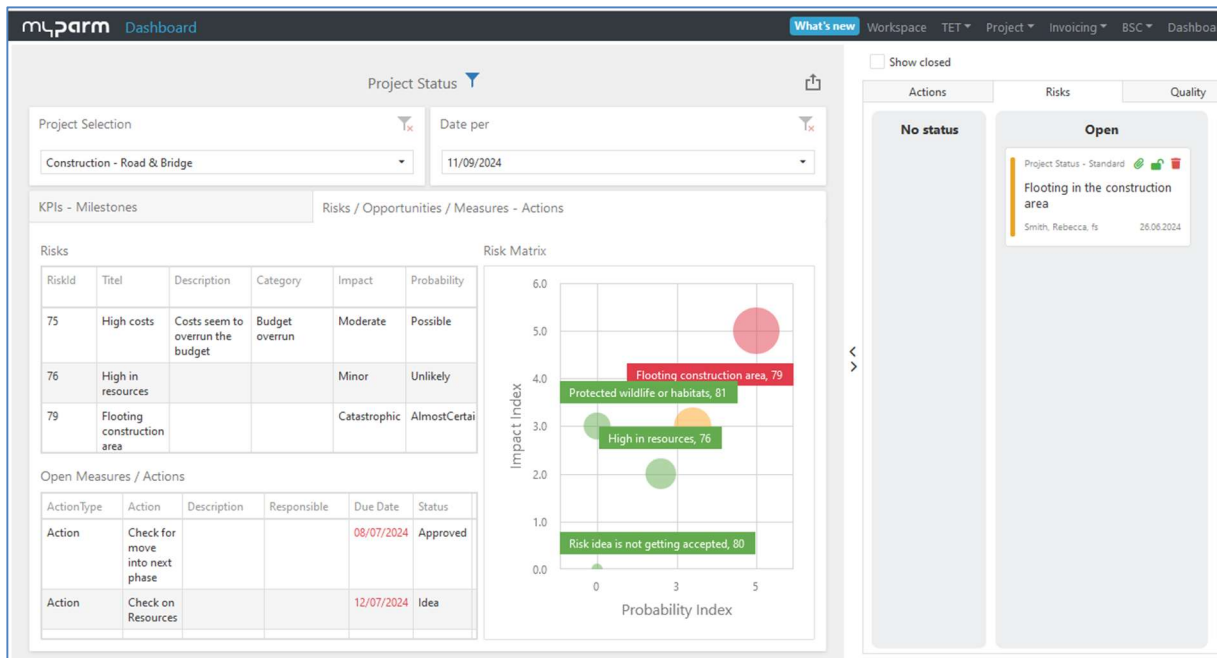 myparm Dashboard What's new Workspace TET Project Invoicing BSC Dashboa
Project Status
Project Selection
Construction - Road & Bridge
Date per
11/09/2024
KPIs - Milestones
Risks / Opportunities / Measures - Actions
Risks
RiskId Titel Description Category Impact Probability
75 High costs Costs seem to Budget Moderate Possible
overrun the overrun
budget
76 High in Minor Unlikely
resources
79 Flooting Catastrophic AlmostCertai
construction
area
Open Measures / Actions
ActionType Action Description Responsible Due Date Status
Action Check for 08/07/2024 Approved
move
into next
phase
Action Check on 12/07/2024 Idea
Resources
Risk Matrix
Impact Index
6.0
5.0
4.0
3.0
2.0
1.0
0.0
Flooting construction area, 79
Protected wildlife or habitats, 81
High in resources, 76
Risk idea is not getting accepted, 80
0 3 5
Probability Index
Show closed
Actions Risks Quality
No status
Open
Project Status - Standard
Flooting in the construction
area
Smith, Rebecca, fs 26.06.2024